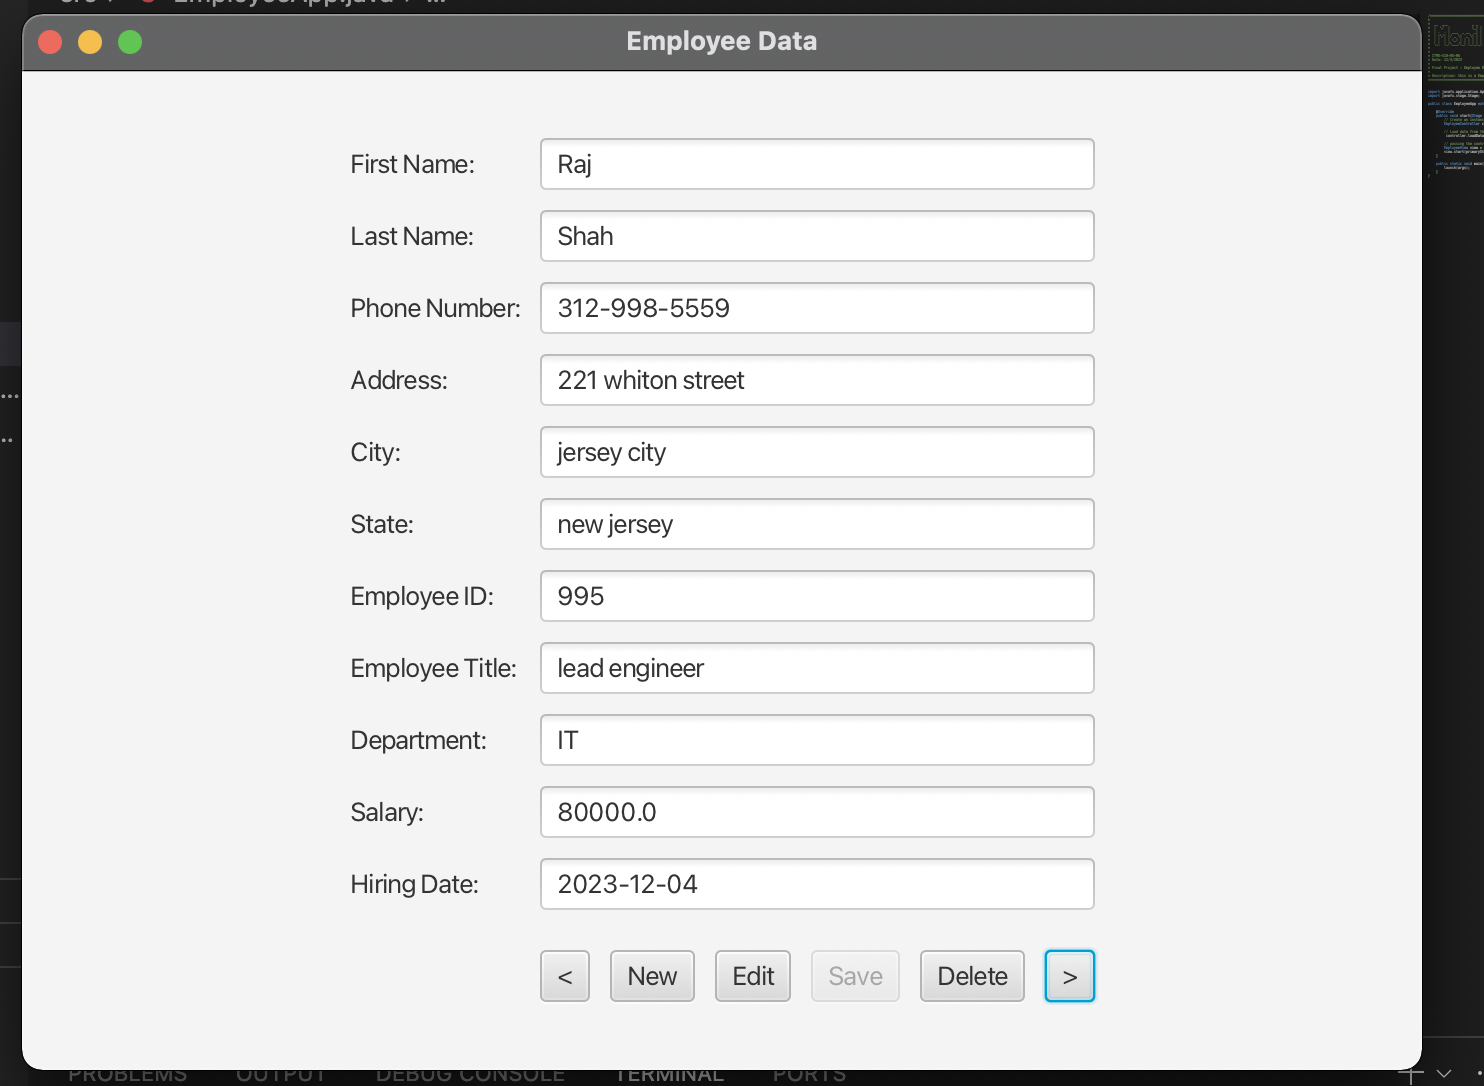 Employee Data
First Name: Raj
Last Name: Shah
Phone Number: 312-998-5559
Address: 221 whiton street
City: jersey city
State: new jersey
Employee ID: 995
Employee Title: lead engineer
Department: IT
Salary: 80000.0
Hiring Date: 2023-12-04
< New Edit Save Delete >
PROBLEMS OUTPUT DEBUG CONSOLE TERMINAL PORTS